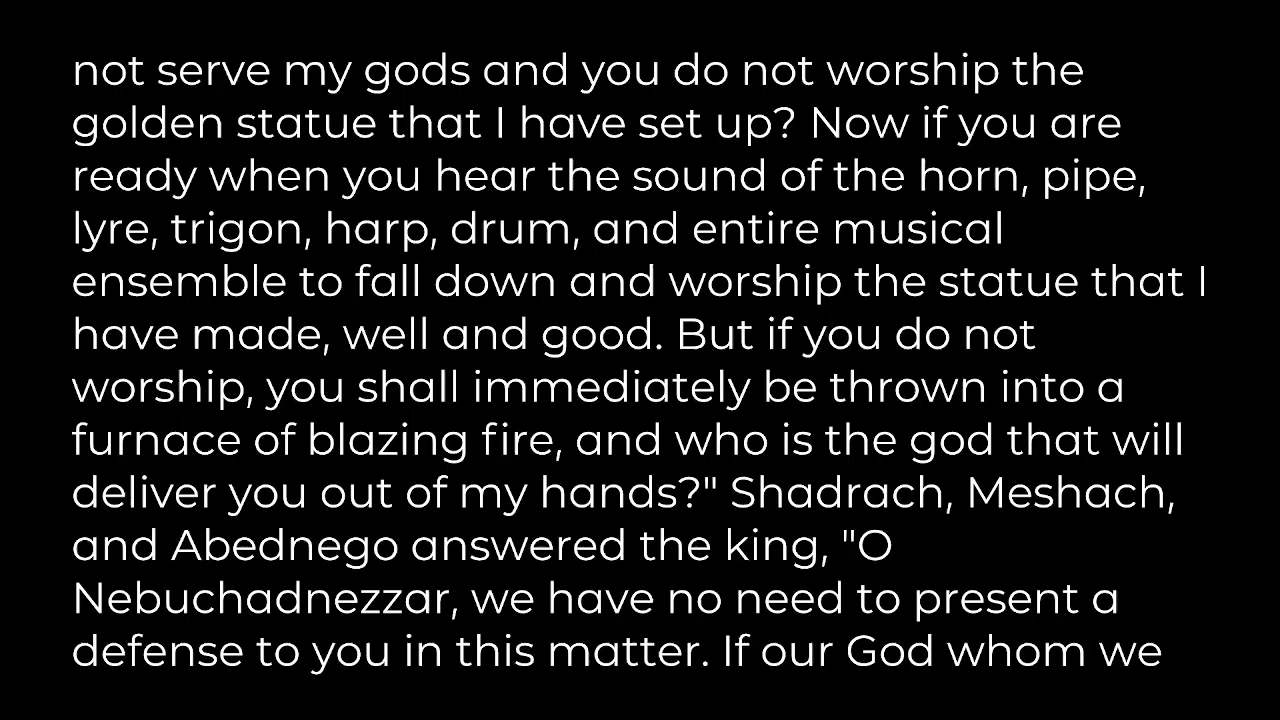 not serve my gods and you do not worship the
golden statue that I have set up? Now if you are
ready when you hear the sound of the horn, pipe,
lyre, trigon, harp, drum, and entire musical
ensemble to fall down and worship the statue that I
have made, well and good. But if you do not
worship, you shall immediately be thrown into a
furnace of blazing fire, and who is the god that will
deliver you out of my hands?" Shadrach, Meshach,
and Abednego answered the king, "O
Nebuchadnezzar, we have no need to present a
defense to you in this matter. If our God whom we